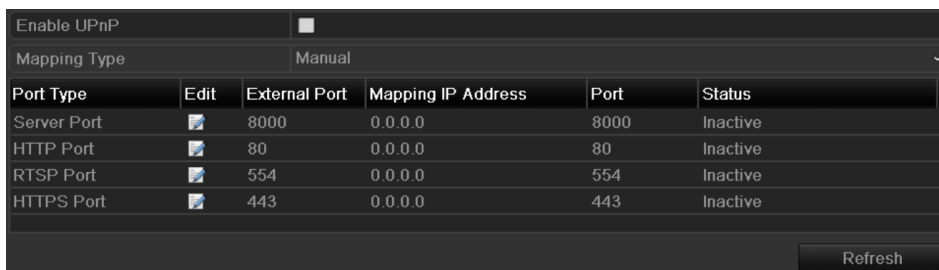 Enable UPnP
Mapping Type Manual
Port Type Edit External Port Mapping IP Address Port Status
Server Port 8000 0.0.0.0 8000 Inactive
HTTP Port 80 0.0.0.0 80 Inactive
RTSP Port 554 0.0.0.0 554 Inactive
HTTPS Port 443 0.0.0.0 443 Inactive
Refresh